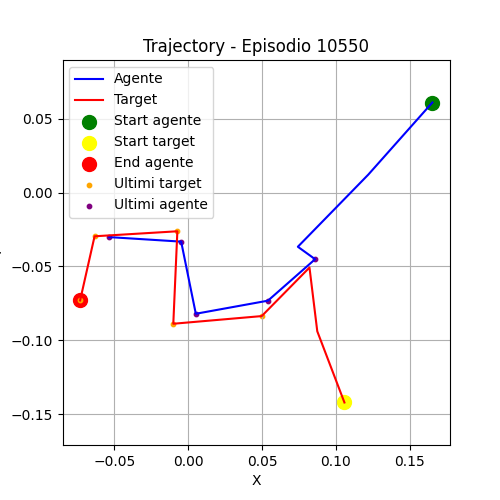 Trajectory - Episodio 10550
Agente
Target
Start agente
Start target
End agente
Ultimi target
Ultimi agente
0.05
0.00
−0.05
−0.10
−0.15
−0.05
0.00
0.05
0.10
0.15
X